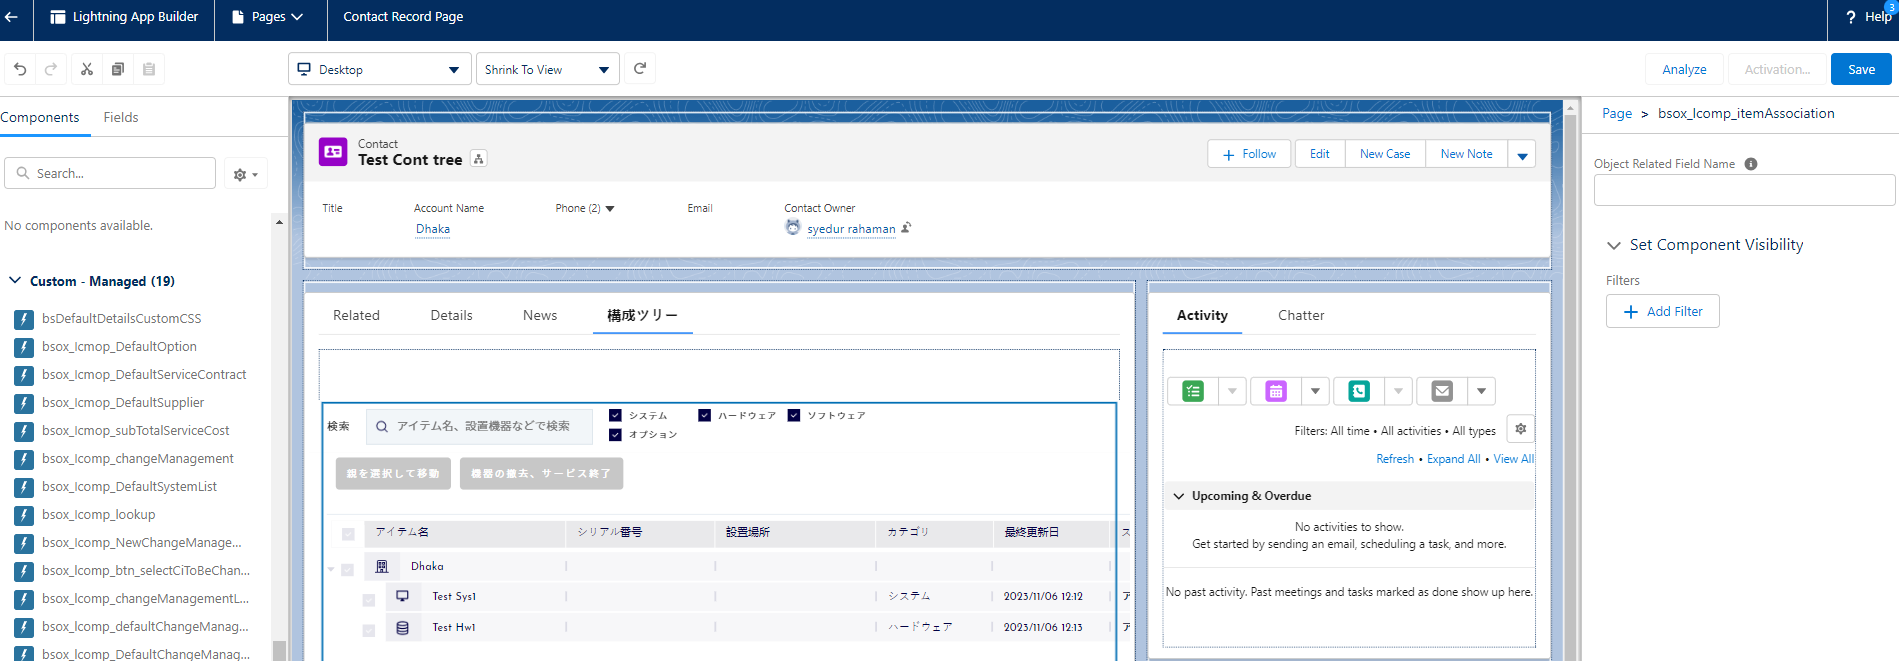 Lightning App Builder
Pages
Contact Record Page
? Help
3
Desktop
Shrink To View
Analyze
Activation...
Save
Components
Fields
Search...
No components available.
Custom - Managed (19)
bsDefaultDetailsCustomCSS
bsox_lcmop_DefaultOption
bsox_lcmop_DefaultServiceContract
bsox_lcmop_DefaultSupplier
bsox_lcmop_subTotalServiceCost
bsox_lcomp_changeManagement
bsox_lcomp_DefaultSystemList
bsox_lcomp_lookup
bsox_lcomp_NewChangeManage...
bsox_lcomp_btn_selectCiToBeChan...
bsox_lcomp_changeManagementL...
bsox_lcomp_defaultChangeManag...
bsox_lcomp_DefaultChangeManag...
Contact
Test Cont tree
+ Follow
Edit
New Case
New Note
Title
Account Name
Phone (2)
Email
Contact Owner
Dhaka
syedur rahaman
Related
Details
News
構成ツリー
検索
アイテム名、設置機器などで検索
システム
ハードウェア
ソフトウェア
オプション
親を選択して移動
機器の撤去、サービス終了
アイテム名
シリアル番号
設置場所
カテゴリ
最終更新日
ス
Dhaka
Test Sys1
システム
2023/11/06 12:12
ア
Test Hw1
ハードウェア
2023/11/06 12:13
ア
Activity
Chatter
Filters: All time • All activities • All types
Refresh • Expand All • View All
Upcoming & Overdue
No activities to show.
Get started by sending an email, scheduling a task, and more.
No past activity. Past meetings and tasks marked as done show up here.
Page > bsox_lcomp_itemAssociation
Object Related Field Name
Set Component Visibility
Filters
+ Add Filter